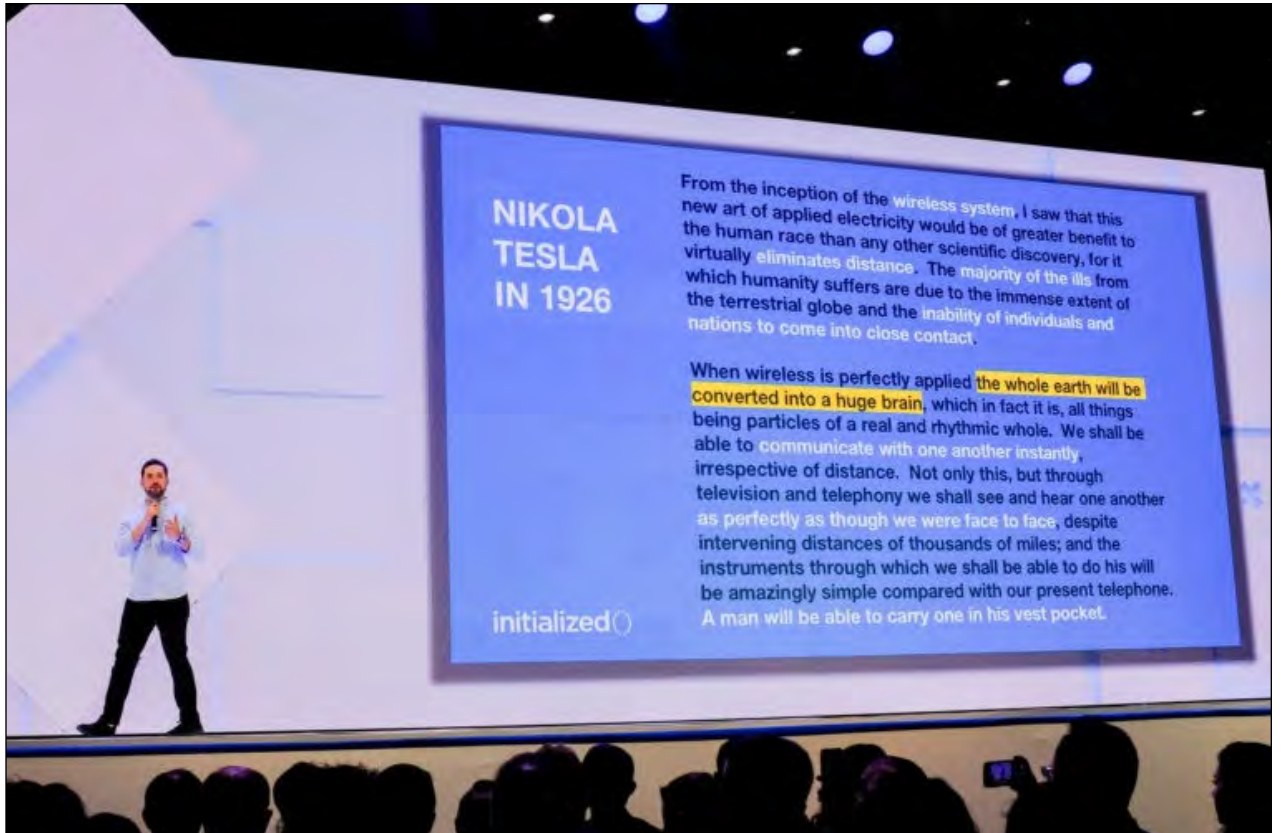 NIKOLA
TESLA
IN 1926
From the inception of the wireless system, I saw that this
new art of applied electricity would be of greater benefit to
the human race than any other scientific discovery, for it
virtually eliminates distance. The majority of the ills from
which humanity suffers are due to the immense extent of
the terrestrial globe and the inability of individuals and
nations to come into close contact.
When wireless is perfectly applied the whole earth will be
converted into a huge brain, which in fact it is, all things
being particles of a real and rhythmic whole. We shall be
able to communicate with one another instantly,
irrespective of distance. Not only this, but through
television and telephony we shall see and hear one another
as perfectly as though we were face to face, despite
intervening distances of thousands of miles; and the
instruments through which we shall be able to do his will
be amazingly simple compared with our present telephone.
A man will be able to carry one in his vest pocket.
initialized()